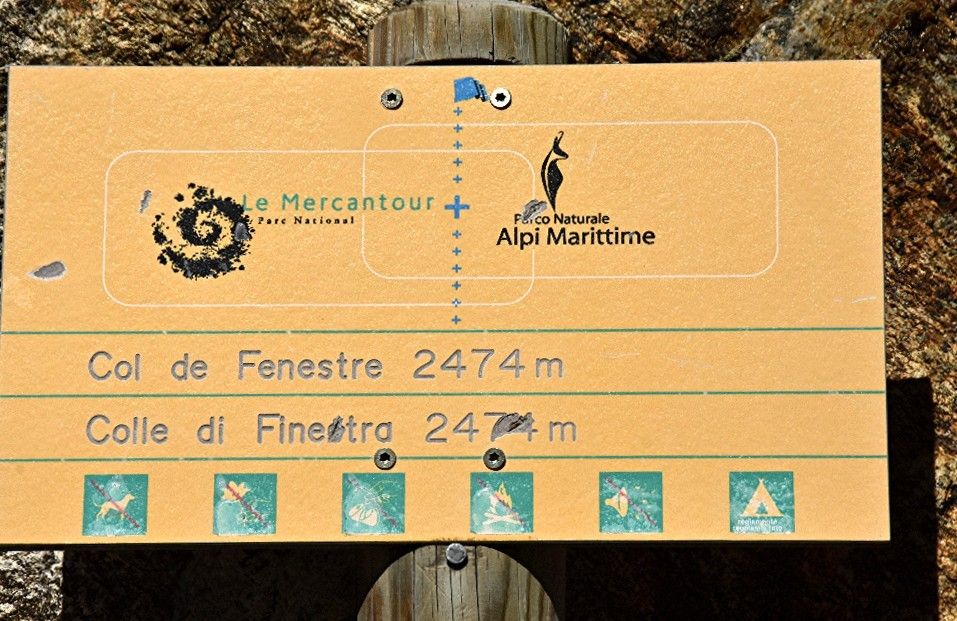 Le Mercantour
Parc National
Parco Naturale
Alpi Marittime
Col de Fenestre 2474 m
Colle di Finestra 2474 m